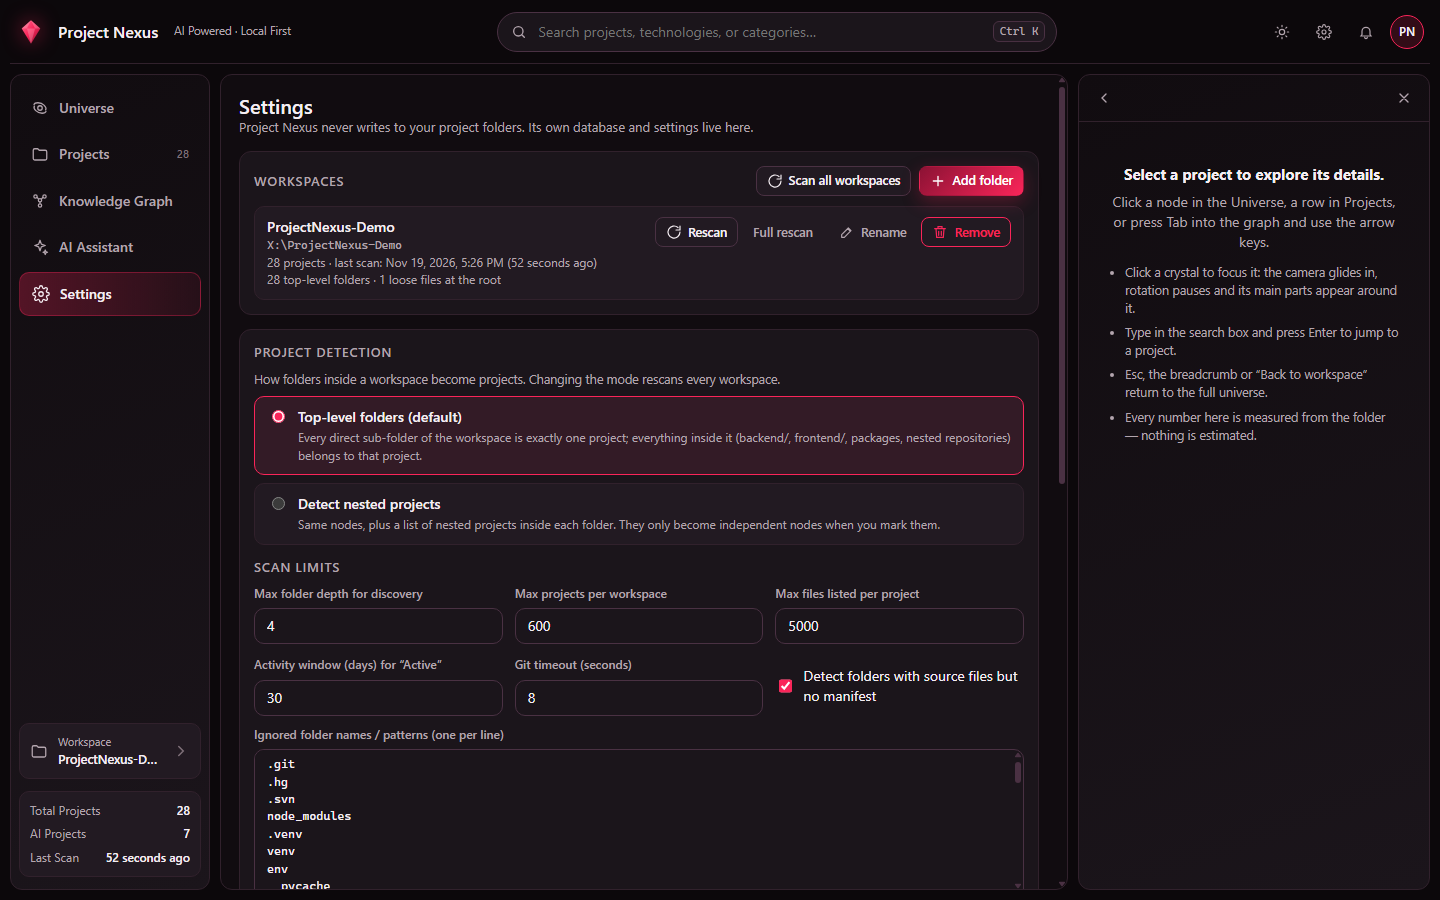 Project Nexus
AI Powered · Local First
Search projects, technologies, or categories...
Ctrl K
PN
Universe
Projects
28
Knowledge Graph
AI Assistant
Settings
Workspace
ProjectNexus-D...
Total Projects
28
AI Projects
7
Last Scan
52 seconds ago
Settings
Project Nexus never writes to your project folders. Its own database and settings live here.
WORKSPACES
Scan all workspaces
Add folder
ProjectNexus-Demo
X:\ProjectNexus-Demo
28 projects · last scan: Nov 19, 2026, 5:26 PM (52 seconds ago)
28 top-level folders · 1 loose files at the root
Rescan
Full rescan
Rename
Remove
PROJECT DETECTION
How folders inside a workspace become projects. Changing the mode rescans every workspace.
Top-level folders (default)
Every direct sub-folder of the workspace is exactly one project; everything inside it (backend/, frontend/, packages, nested repositories)
belongs to that project.
Detect nested projects
Same nodes, plus a list of nested projects inside each folder. They only become independent nodes when you mark them.
SCAN LIMITS
Max folder depth for discovery
4
Max projects per workspace
600
Max files listed per project
5000
Activity window (days) for “Active”
30
Git timeout (seconds)
8
Detect folders with source files but
no manifest
Ignored folder names / patterns (one per line)
.git
.hg
.svn
node_modules
.venv
venv
env
__pycache__
Select a project to explore its details.
Click a node in the Universe, a row in Projects,
or press Tab into the graph and use the arrow
keys.
• Click a crystal to focus it: the camera glides in,
rotation pauses and its main parts appear around
it.
• Type in the search box and press Enter to jump to
a project.
• Esc, the breadcrumb or “Back to workspace”
return to the full universe.
• Every number here is measured from the folder
— nothing is estimated.